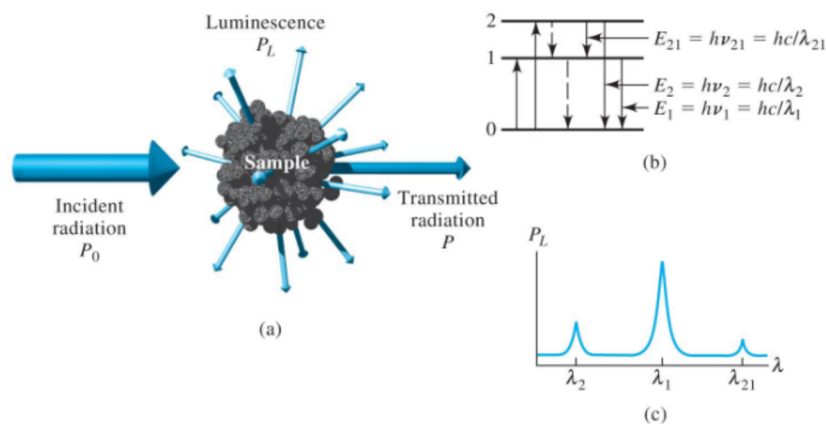 Luminescence
P_L
Sample
Incident
radiation
P_0
Transmitted
radiation
P
(a)
2
1
0
E_21 = hν_21 = hc/λ_21
E_2 = hν_2 = hc/λ_2
E_1 = hν_1 = hc/λ_1
(b)
P_L
λ_2
λ_1
λ_21
λ
(c)